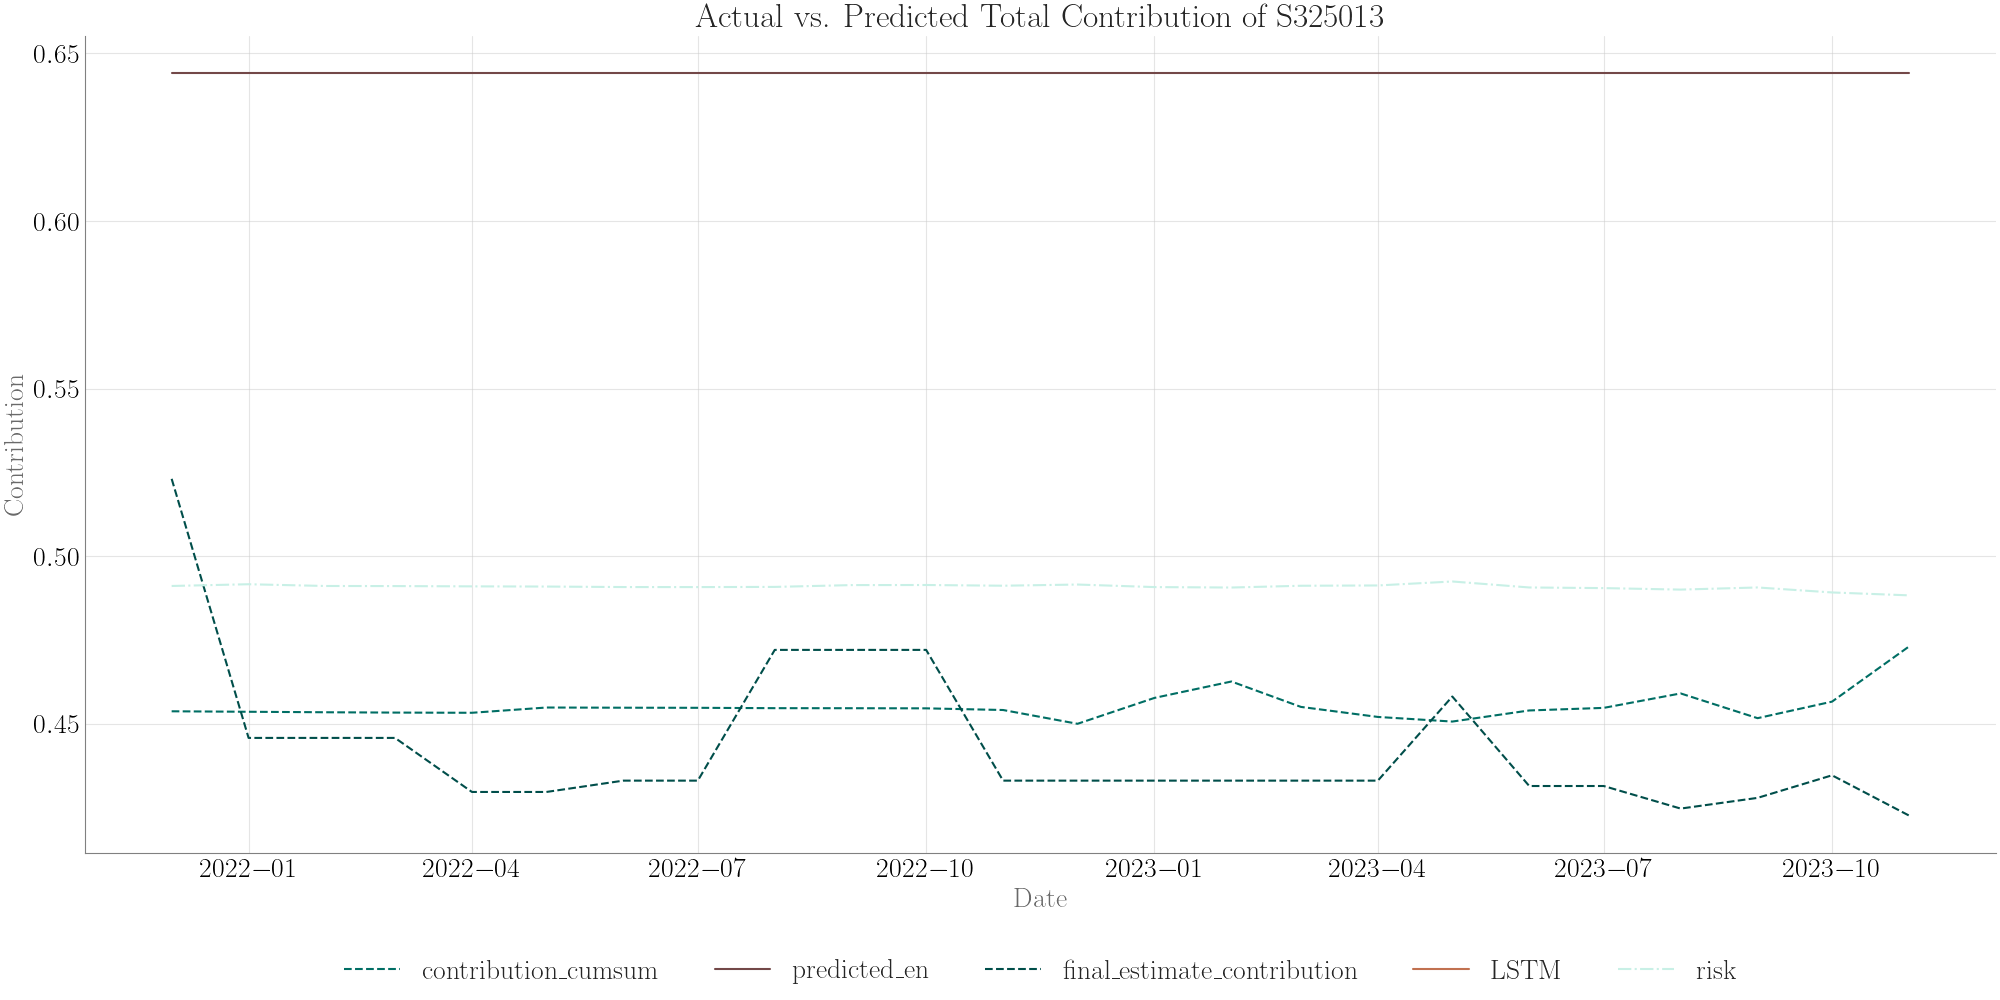 Actual vs. Predicted Total Contribution of S325013
0.65
0.60
0.55
0.50
0.45
Contribution
2022−01 2022−04 2022−07 2022−10 2023−01 2023−04 2023−07 2023−10
Date
contribution_cumsum predicted_en final_estimate_contribution LSTM risk